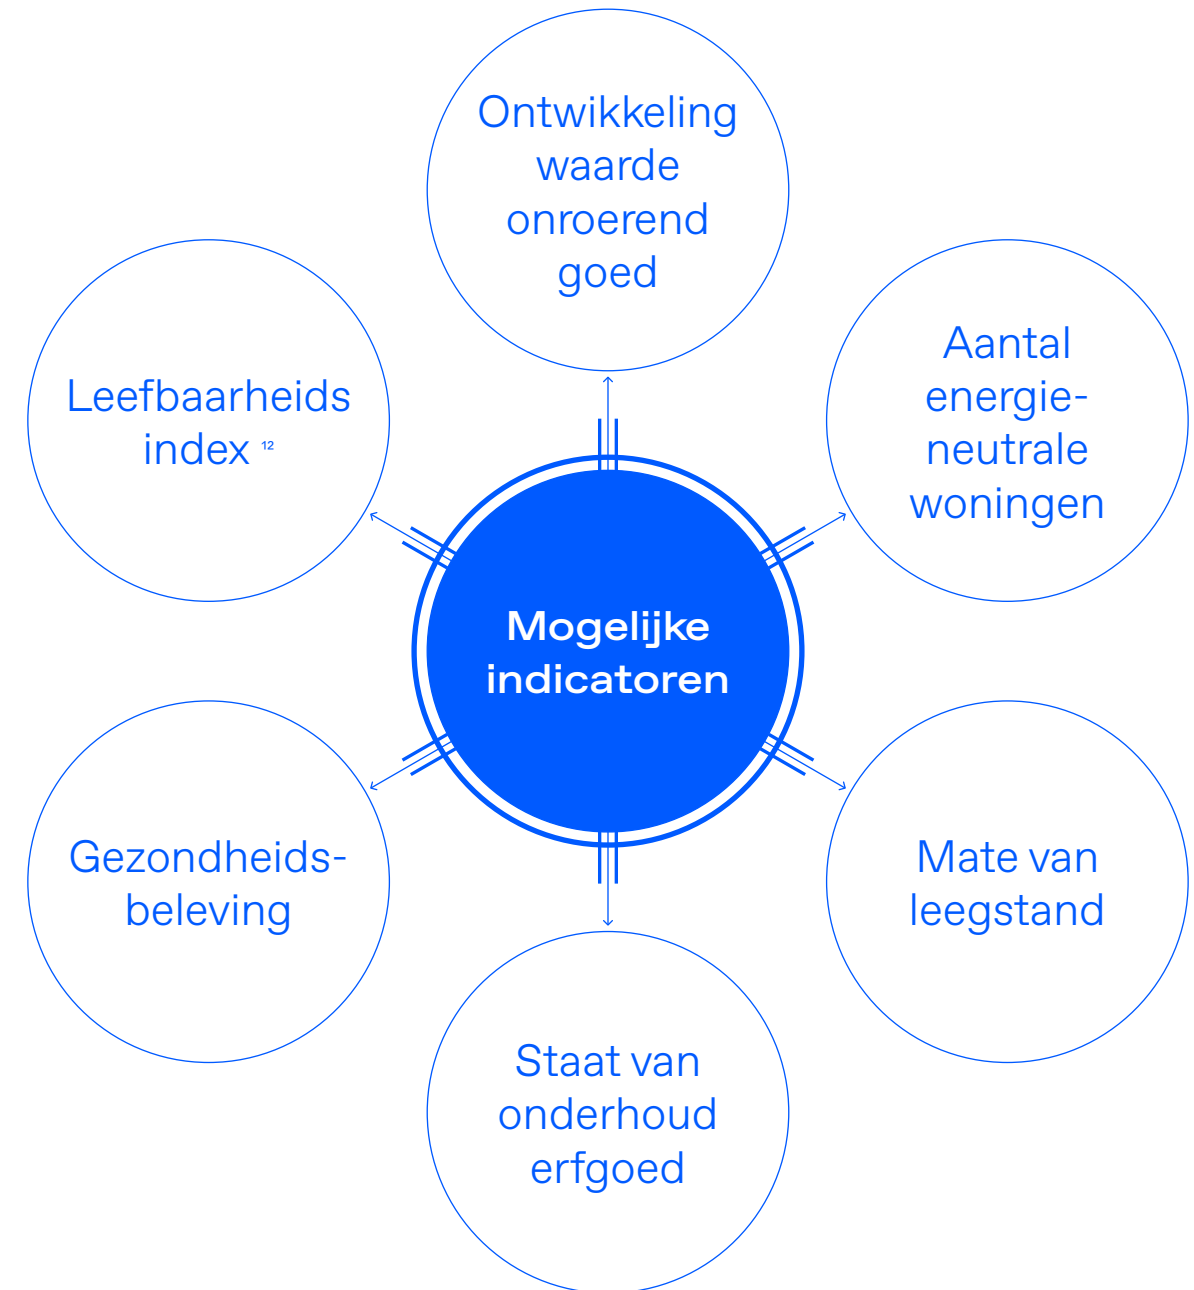 Ontwikkeling
waarde
onroerend
goed
Aantal
energie-
neutrale
woningen
Leefbaarheids
index ¹²
Mogelijke
indicatoren
Gezondheids-
beleving
Mate van
leegstand
Staat van
onderhoud
erfgoed